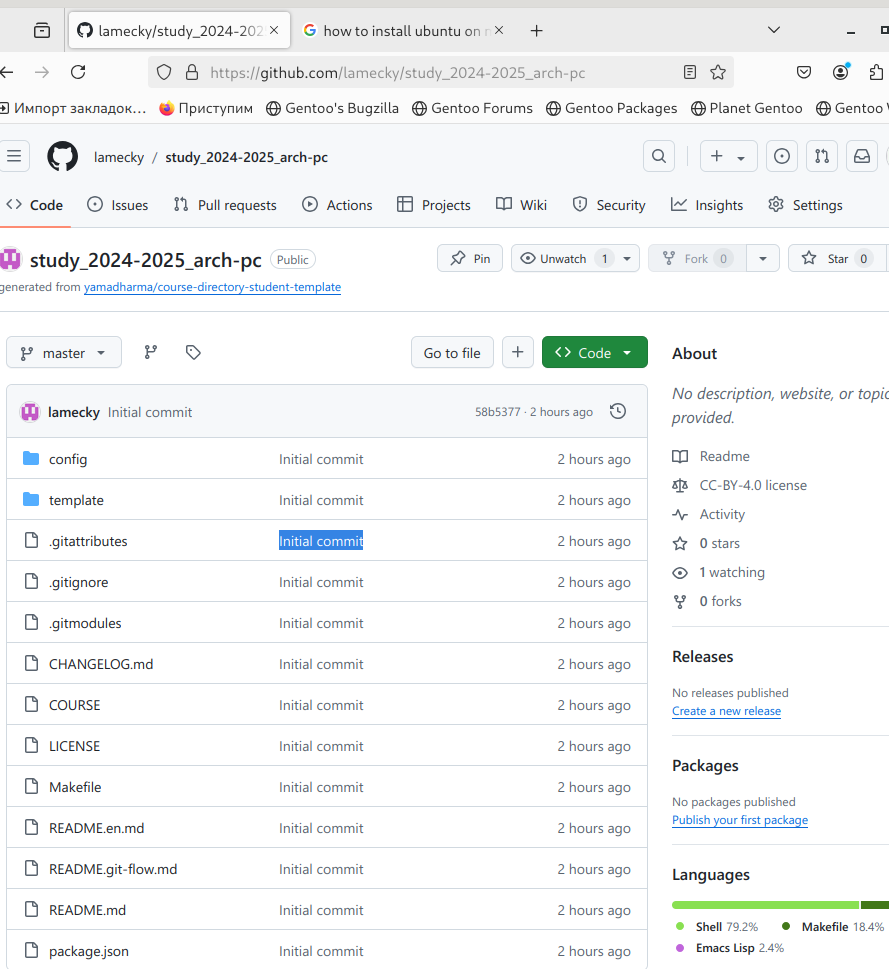 lamecky/study_2024-202
how to install ubuntu on
https://github.com/lamecky/study_2024-2025_arch-pc
Импорт закладок…
Приступим
Gentoo's Bugzilla
Gentoo Forums
Gentoo Packages
Planet Gentoo
Gentoo
lamecky / study_2024-2025_arch-pc
Code
Issues
Pull requests
Actions
Projects
Wiki
Security
Insights
Settings
study_2024-2025_arch-pc Public
Pin
Unwatch 1
Fork 0
Star 0
generated from yamadharma/course-directory-student-template
master
Go to file
Code
lamecky Initial commit 58b5377 · 2 hours ago
config Initial commit 2 hours ago
template Initial commit 2 hours ago
.gitattributes Initial commit 2 hours ago
.gitignore Initial commit 2 hours ago
.gitmodules Initial commit 2 hours ago
CHANGELOG.md Initial commit 2 hours ago
COURSE Initial commit 2 hours ago
LICENSE Initial commit 2 hours ago
Makefile Initial commit 2 hours ago
README.en.md Initial commit 2 hours ago
README.git-flow.md Initial commit 2 hours ago
README.md Initial commit 2 hours ago
package.json Initial commit 2 hours ago
About
No description, website, or topic
provided.
Readme
CC-BY-4.0 license
Activity
0 stars
1 watching
0 forks
Releases
No releases published
Create a new release
Packages
No packages published
Publish your first package
Languages
Shell 79.2%
Makefile 18.4%
Emacs Lisp 2.4%